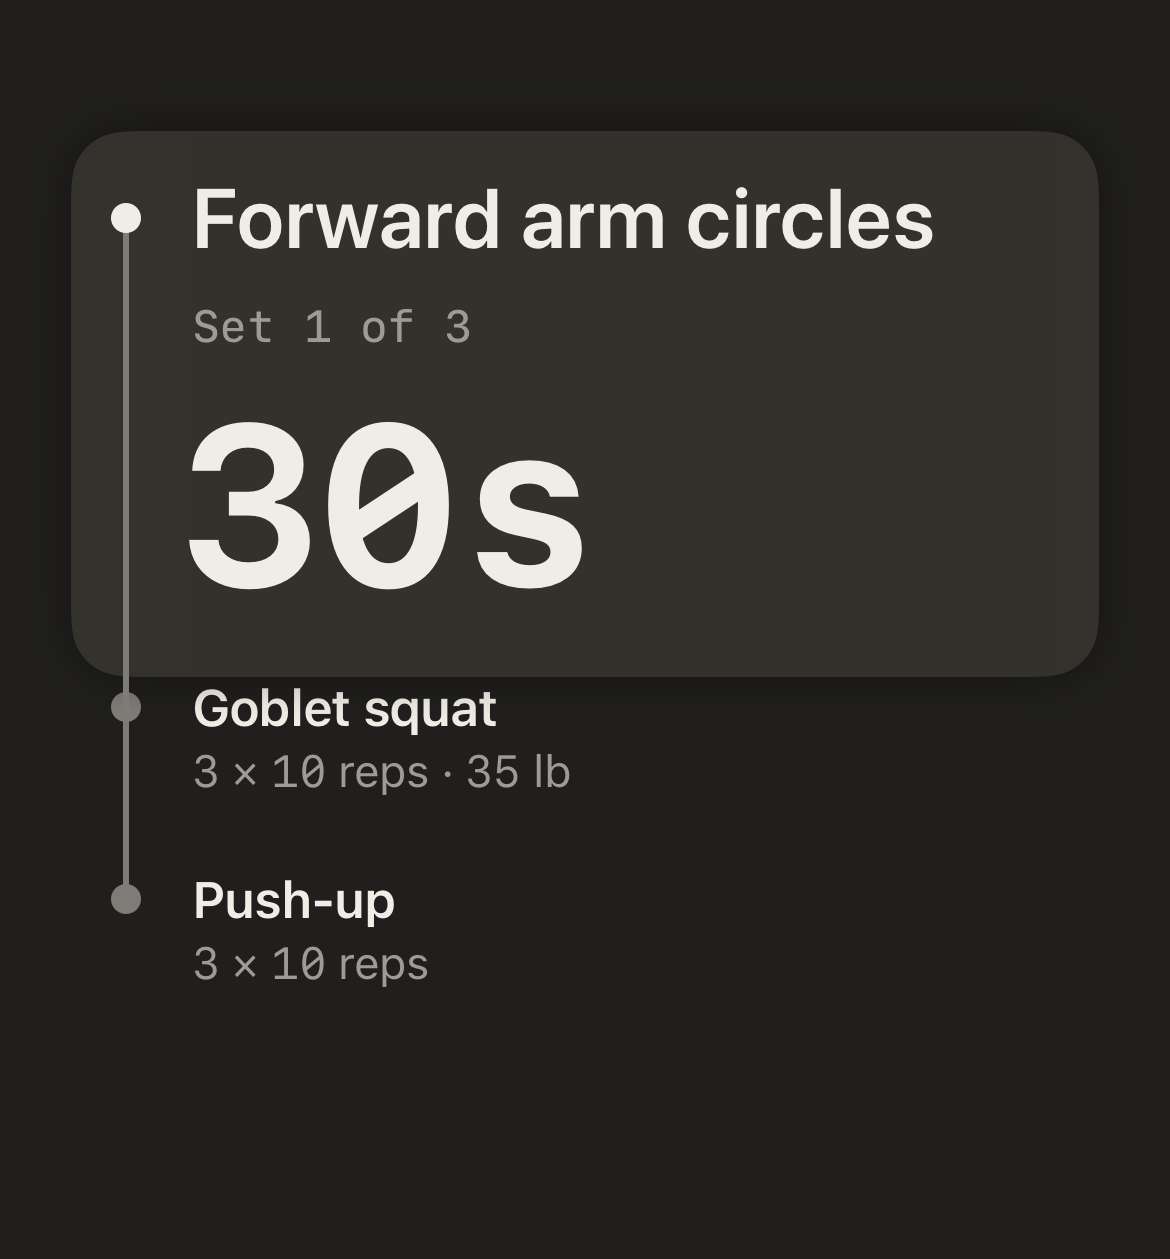 Forward arm circles
Set 1 of 3
30s
Goblet squat
3 × 10 reps · 35 lb
Push-up
3 × 10 reps